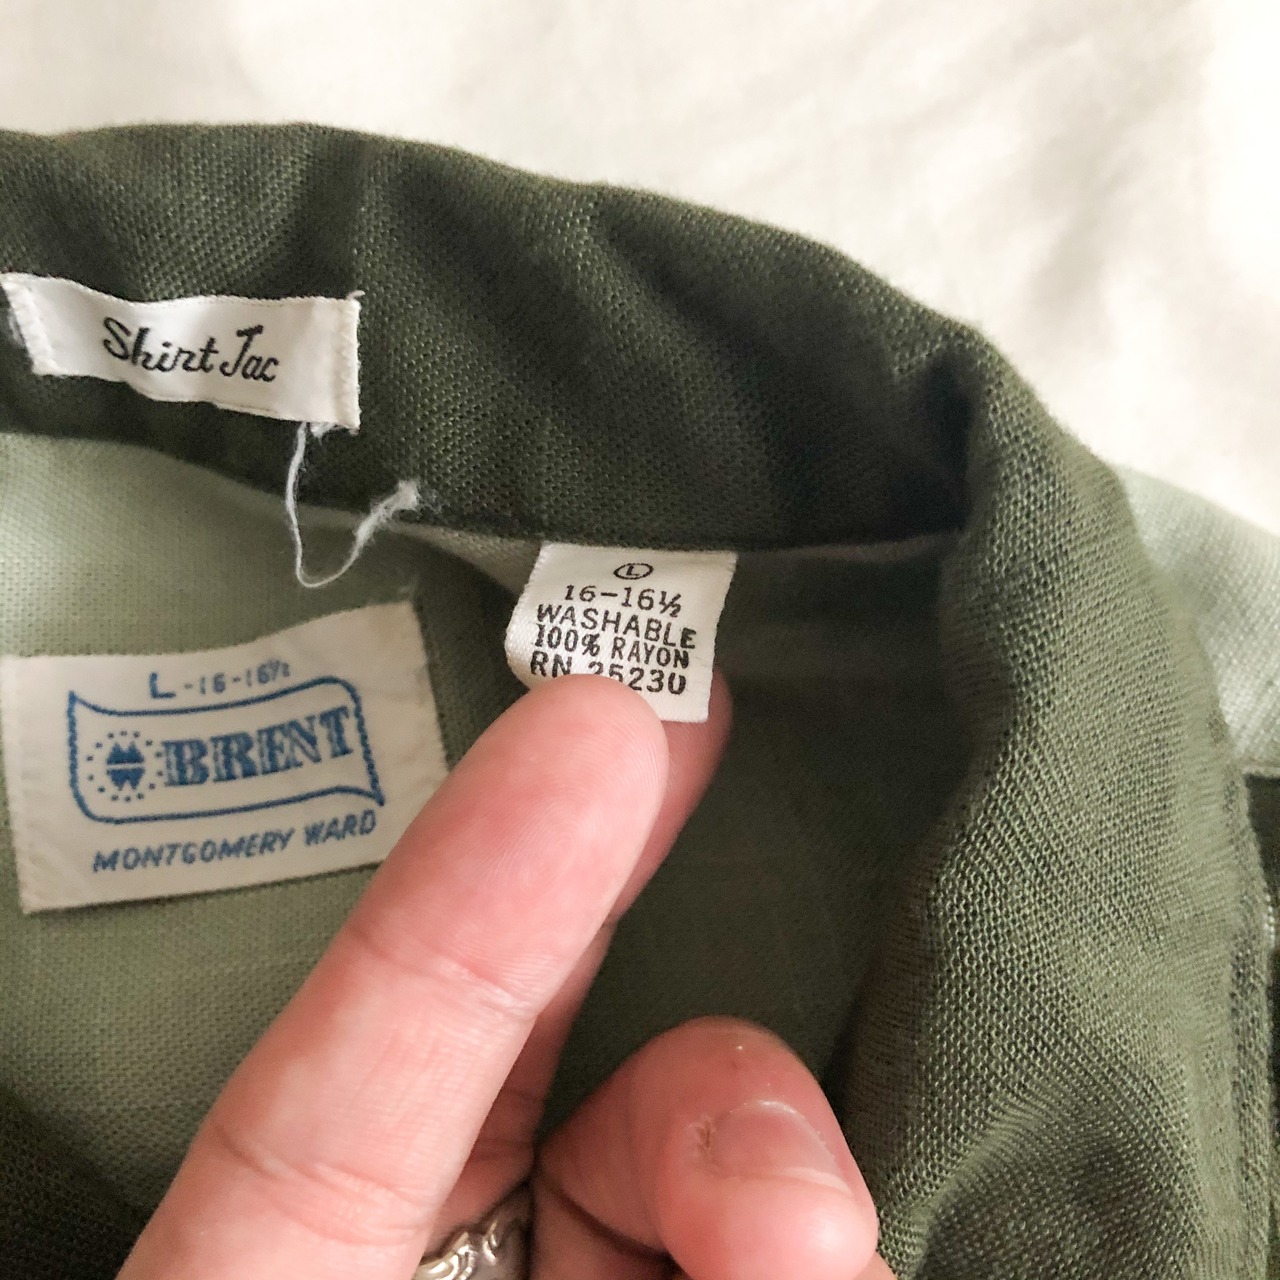 Shirt Jac
L
16-16½
WASHABLE
100% RAYON
RN 25230
L-16-16½
BRENT
MONTGOMERY WARD